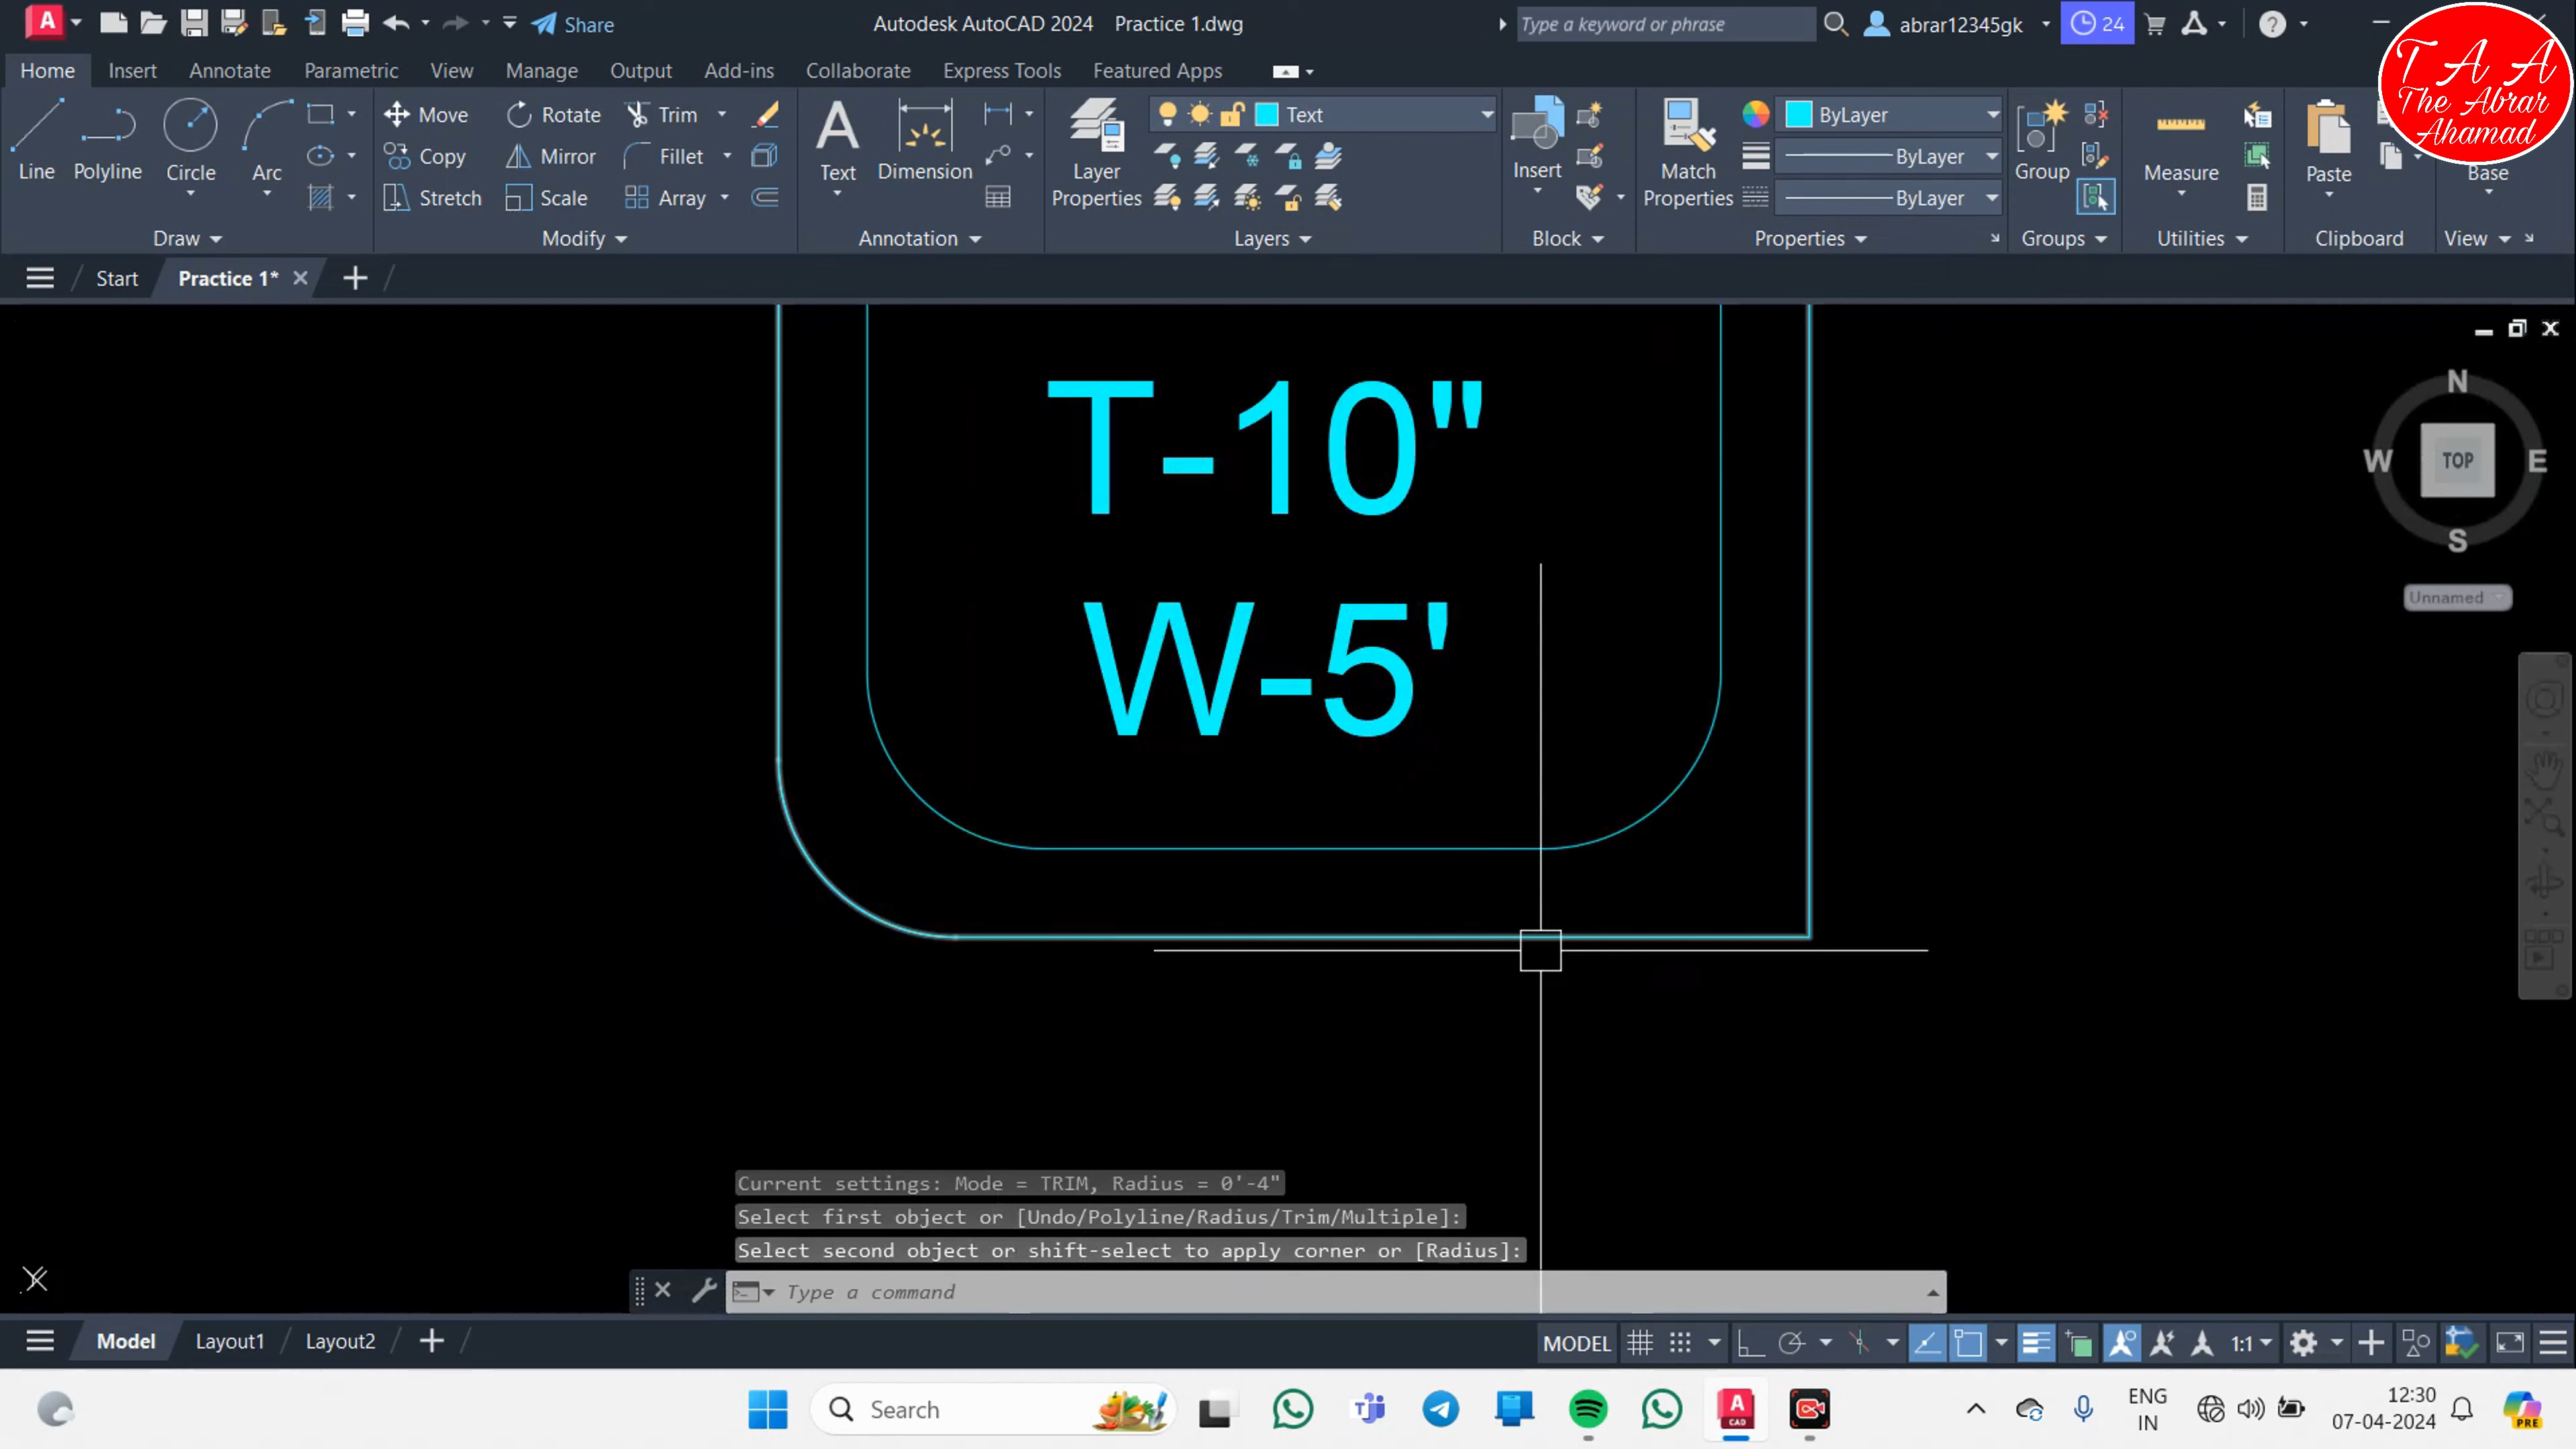 Share
Autodesk AutoCAD 2024 Practice 1.dwg
Type a keyword or phrase
abrar12345gk
24
T A A
The Abrar
Ahamad
Home Insert Annotate Parametric View Manage Output Add-ins Collaborate Express Tools Featured Apps
Line Polyline Circle Arc
Move Rotate Trim
Copy Mirror Fillet
Stretch Scale Array
Text Dimension
Layer Properties
Text
Insert
Match Properties
ByLayer
ByLayer
ByLayer
Group
Measure
Paste
Base
Draw Modify Annotation Layers Block Properties Groups Utilities Clipboard View
Start Practice 1*
T-10"
W-5'
N
W TOP E
S
Unnamed
Current settings: Mode = TRIM, Radius = 0'-4"
Select first object or [Undo/Polyline/Radius/Trim/Multiple]:
Select second object or shift-select to apply corner or [Radius]:
Type a command
Model Layout1 Layout2
MODEL
1:1
Search
ENG
IN
12:30
07-04-2024
PRE